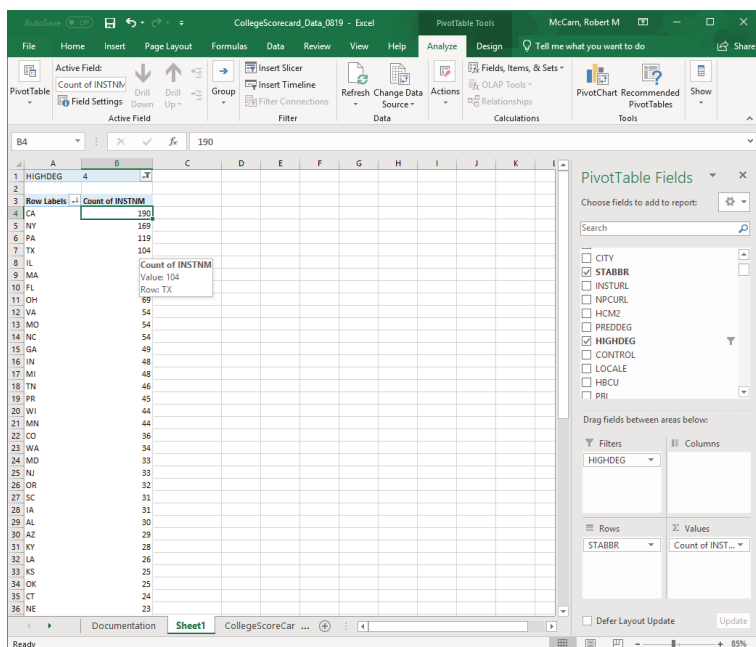 AutoSave Off CollegeScorecard_Data_0819 - Excel PivotTable Tools McCarn, Robert M
File Home Insert Page Layout Formulas Data Review View Help Analyze Design Tell me what you want to do Share
PivotTable
Active Field:
Count of INSTNM
Field Settings
Drill Down
Drill Up
Active Field
Group
Insert Slicer
Insert Timeline
Filter Connections
Filter
Refresh
Change Data Source
Data
Actions
Fields, Items, & Sets
OLAP Tools
Relationships
Calculations
PivotChart
Recommended PivotTables
Tools
Show
B4 fx 190
A B C D E F G H I J K L
1 HIGHDEG 4
2
3 Row Labels Count of INSTNM
4 CA 190
5 NY 169
6 PA 119
7 TX 104
8 IL
9 MA
10 FL
11 OH 69
12 VA 54
13 MO 54
14 NC 54
15 GA 49
16 IN 48
17 MI 48
18 TN 46
19 PR 45
20 WI 44
21 MN 44
22 CO 36
23 WA 34
24 MD 33
25 NJ 33
26 OR 32
27 SC 31
28 IA 31
29 AL 30
30 AZ 29
31 KY 28
32 LA 26
33 KS 25
34 OK 25
35 CT 24
36 NE 23
Count of INSTNM
Value: 104
Row: TX
PivotTable Fields
Choose fields to add to report:
Search
CITY
STABBR
INSTURL
NPCURL
HCM2
PREDDEG
HIGHDEG
CONTROL
LOCALE
HBCU
PBI
Drag fields between areas below:
Filters
HIGHDEG
Columns
Rows
STABBR
Σ Values
Count of INST...
Defer Layout Update Update
Documentation Sheet1 CollegeScoreCar ...
Ready 85%